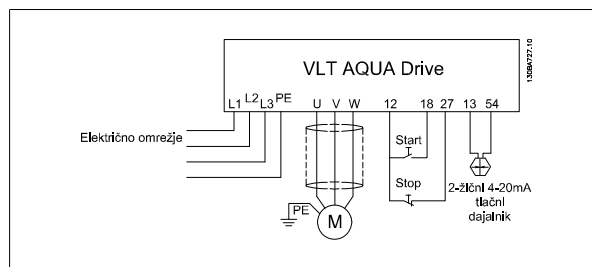 130BA727.10
VLT AQUA Drive
L1 L2 L3 PE U V W 12 18 27 13 54
Električno omrežje
Start
Stop
2-žični 4-20mA
tlačni
dajalnik
PE
M